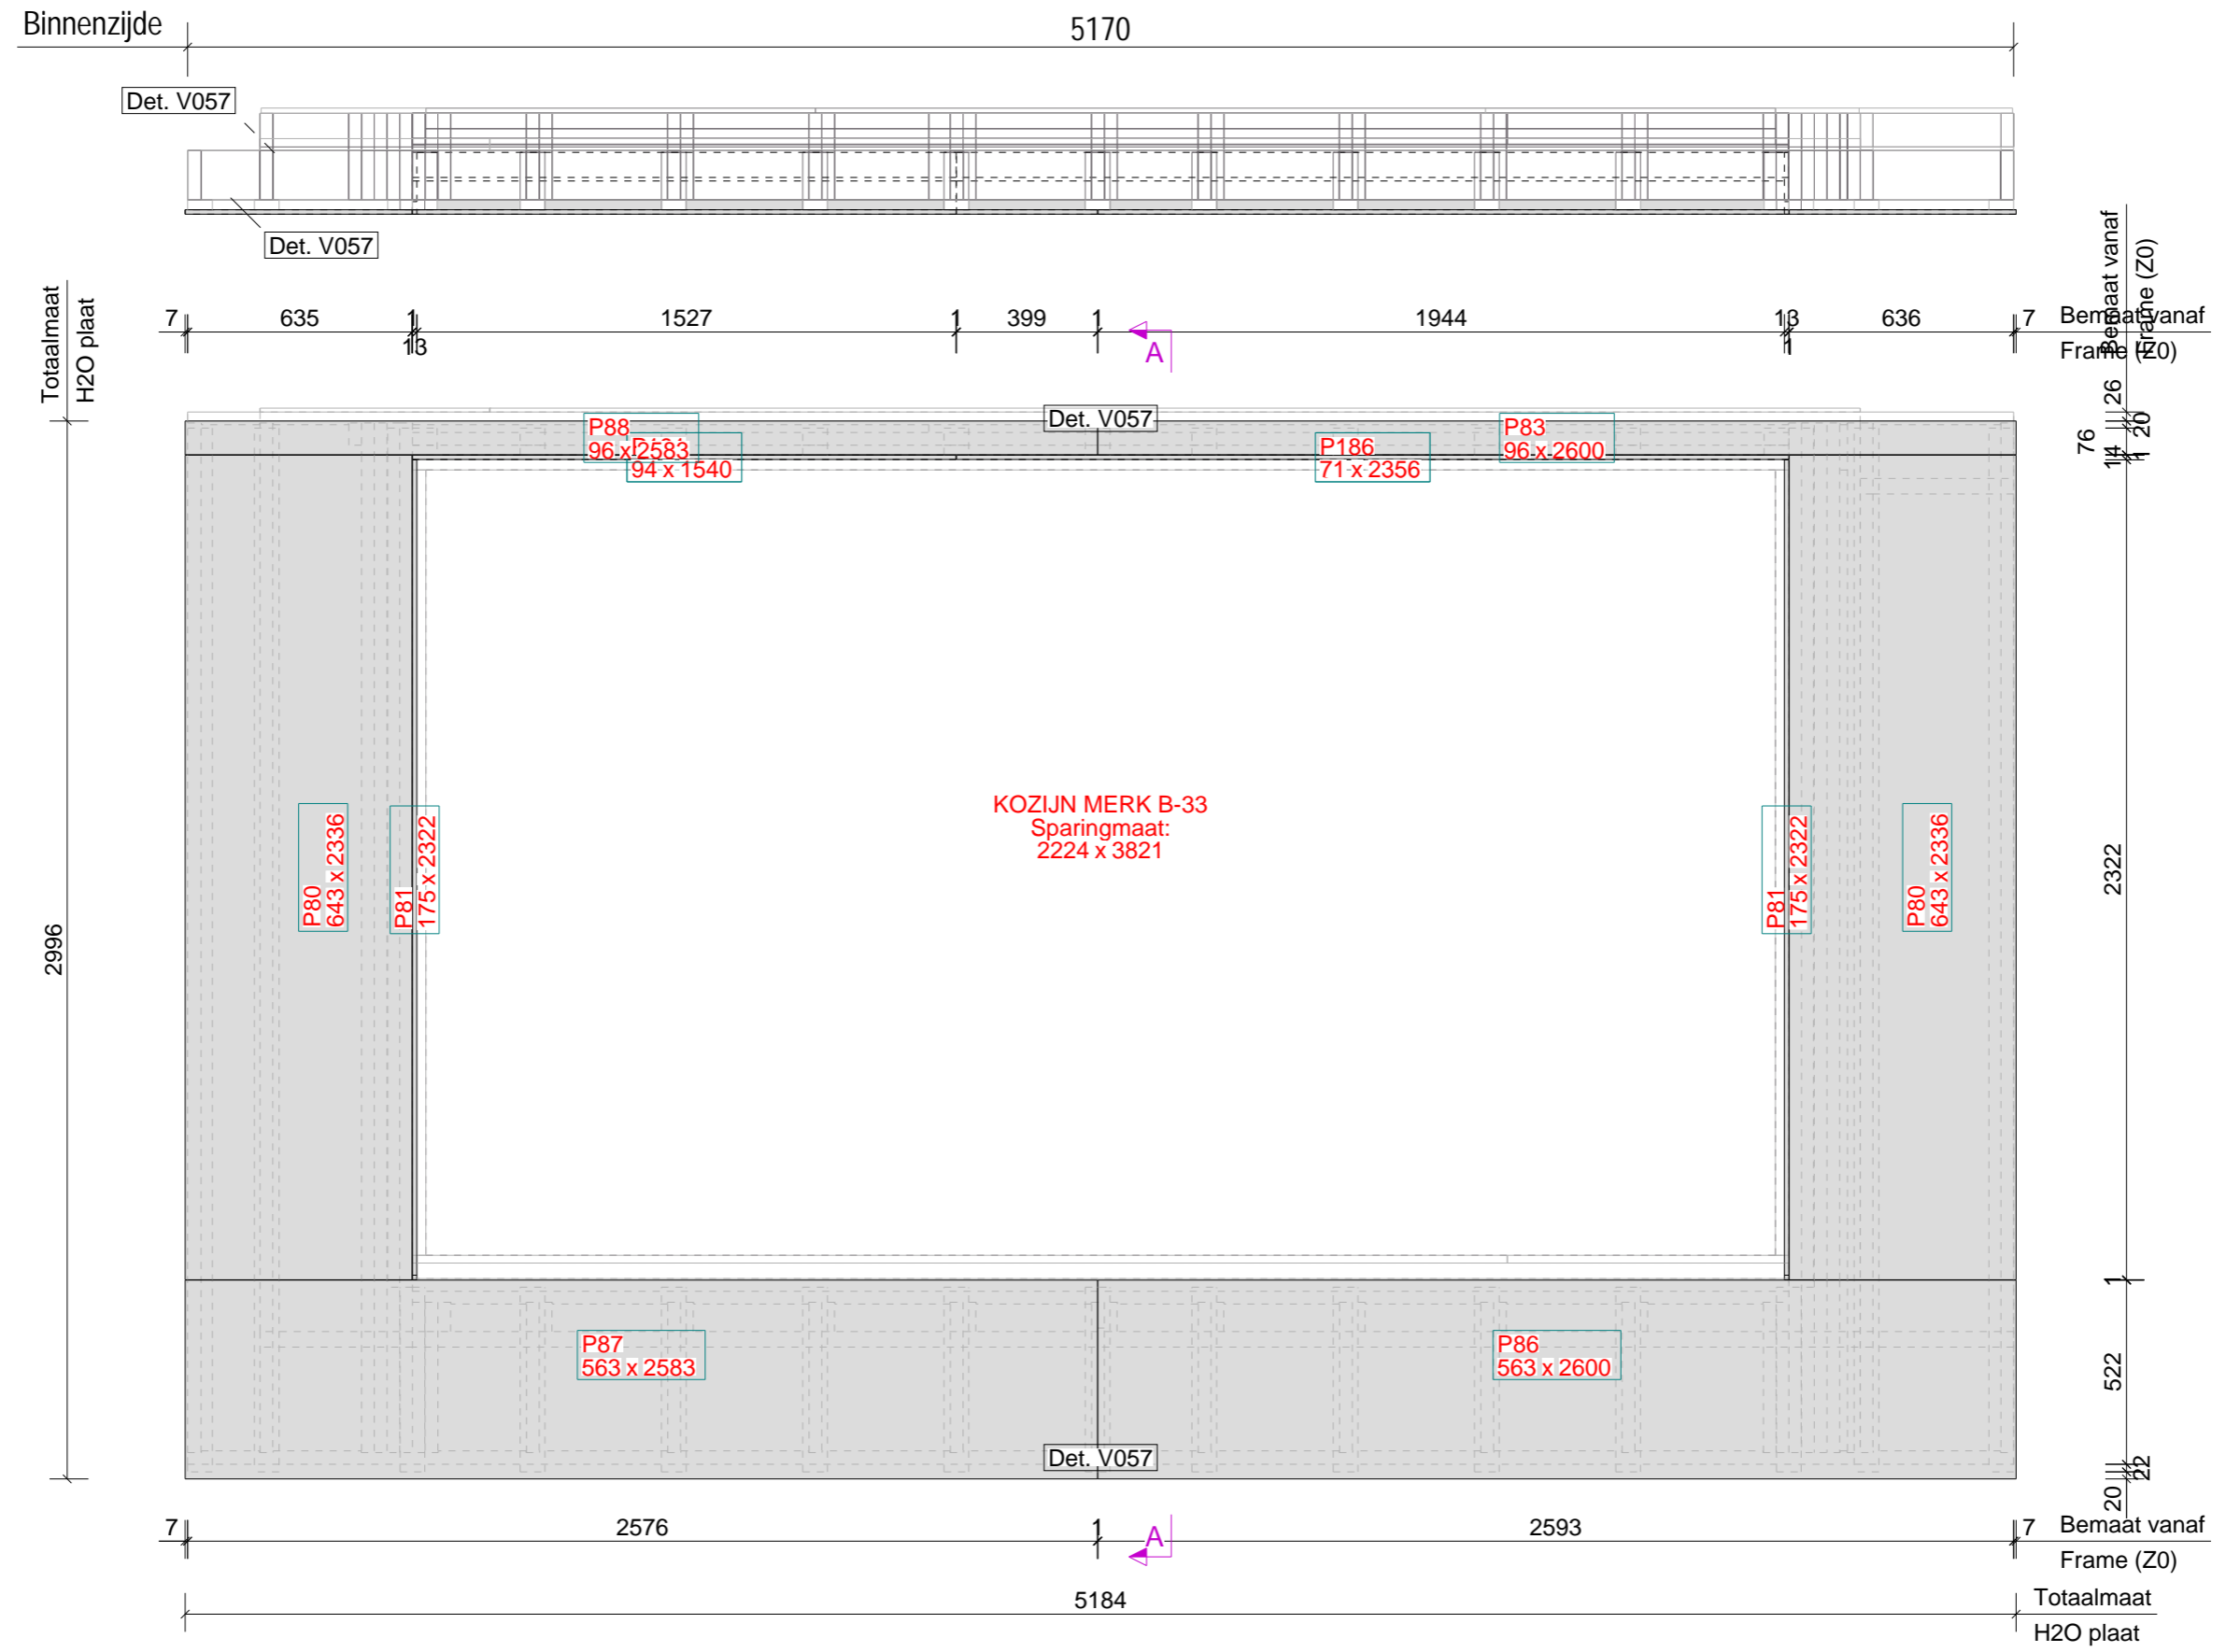 Binnenzijde
5170
Det. V057
Det. V057
Totaalmaat
H2O plaat
Bemaat vanaf
Frame (Z0)
7
635
1
13
1527
1
399
1
1944
13
1
636
7
Bemaat vanaf
Frame (Z0)
A
26
20
76
1
14
Det. V057
P88
96 x 2583
94 x 1540
P186
71 x 2356
P83
96 x 2600
KOZIJN MERK B-33
Sparingmaat:
2224 x 3821
P80
643 x 2336
P81
175 x 2322
P81
175 x 2322
P80
643 x 2336
2996
2322
1
522
22
20
P87
563 x 2583
P86
563 x 2600
Det. V057
7
2576
1
A
2593
7
Bemaat vanaf
Frame (Z0)
5184
Totaalmaat
H2O plaat